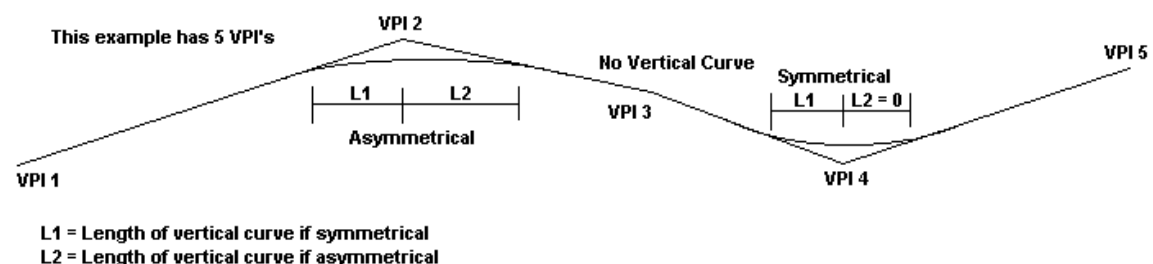 VPI 2
This example has 5 VPI's
VPI 5
No Vertical Curve
Symmetrical
L1 L2
L1 L2 = 0
VPI 3
Asymmetrical
VPI 1
VPI 4
L1 = Length of vertical curve if symmetrical
L2 = Length of vertical curve if asymmetrical